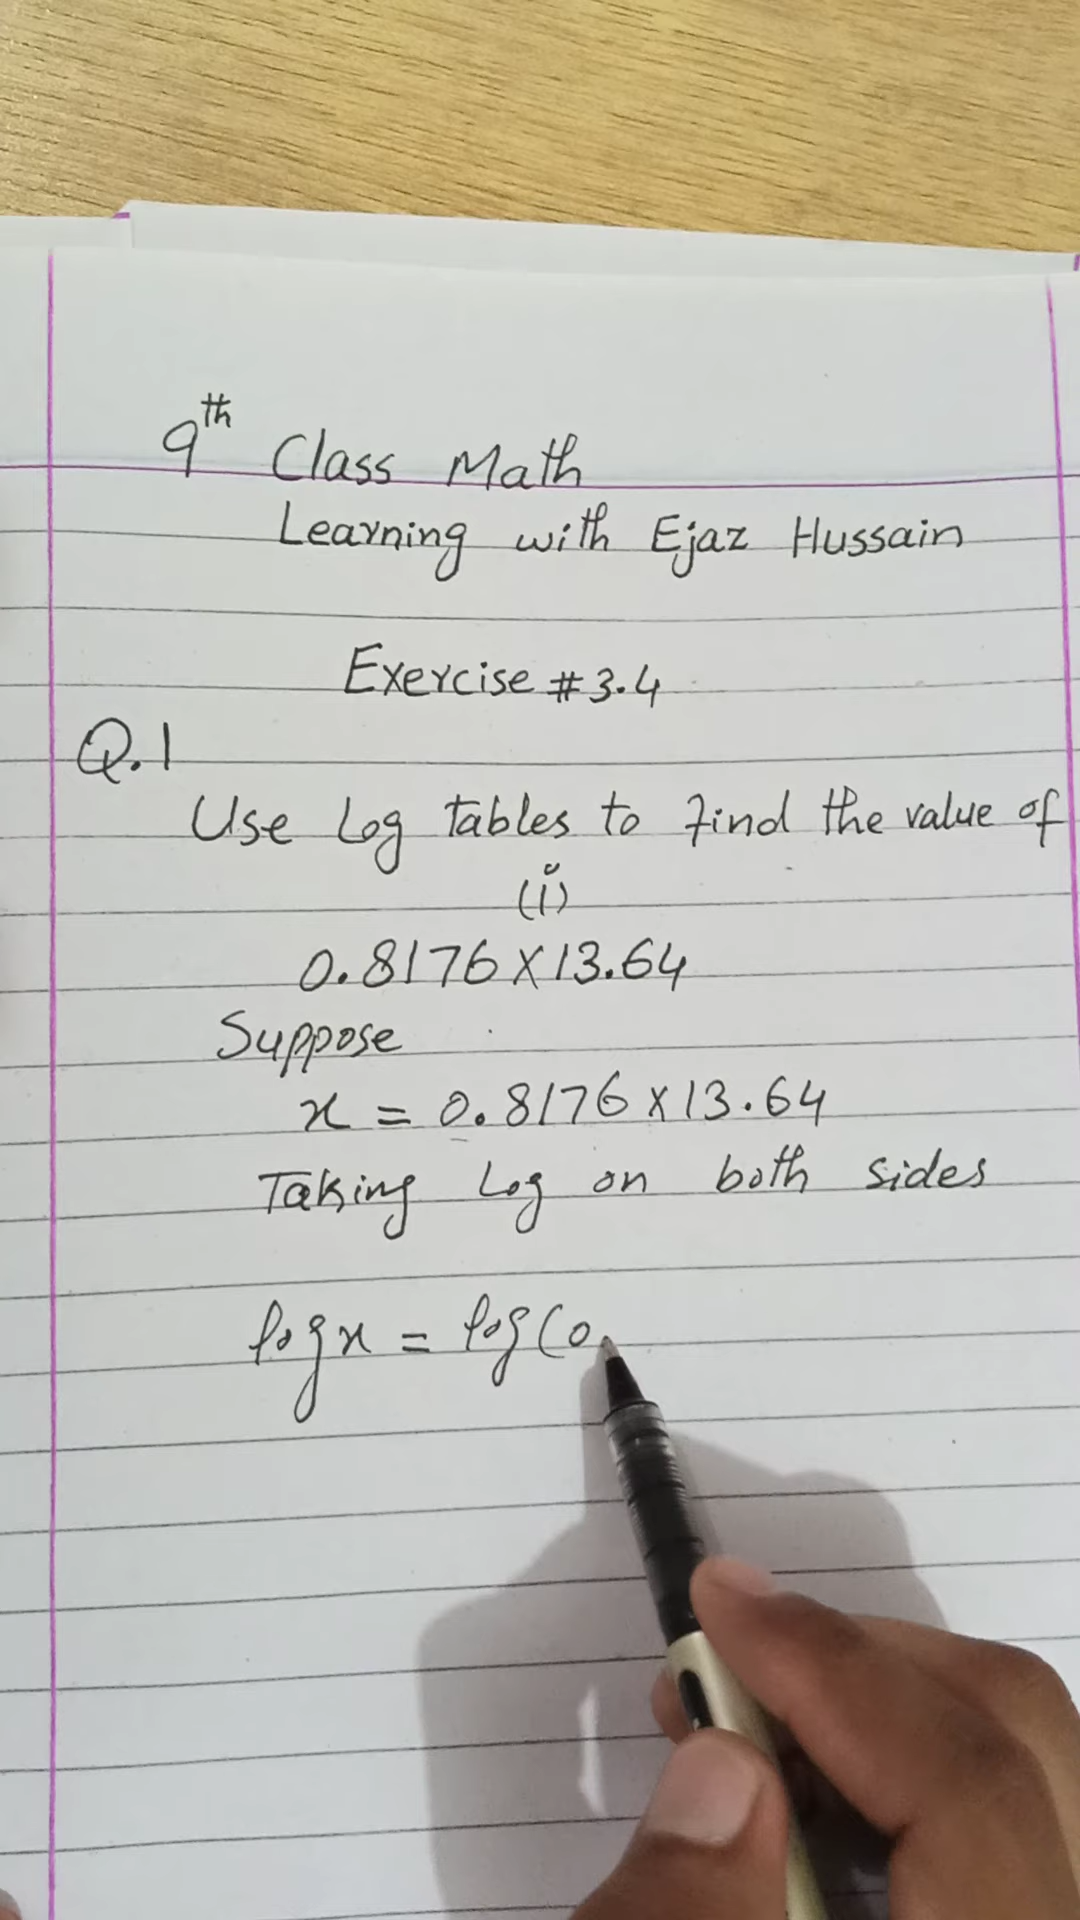 9th Class Math
Learning with Ejaz Hussain
Exercise # 3.4
Q.1
Use Log tables to find the value of
(i)
0.8176×13.64
Suppose
x = 0.8176×13.64
Taking Log on both sides
log x = log(0.